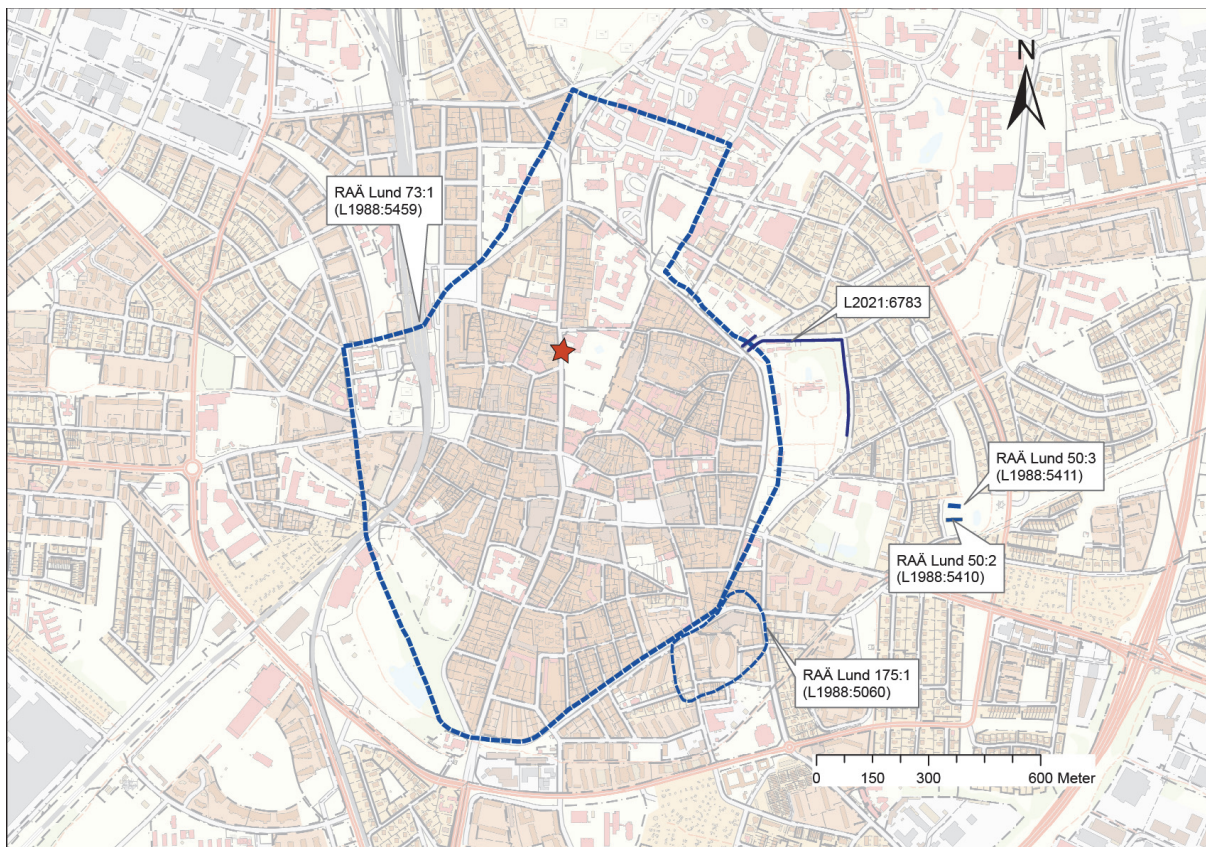 N
RAÄ Lund 73:1
(L1988:5459)
L2021:6783
RAÄ Lund 50:3
(L1988:5411)
RAÄ Lund 50:2
(L1988:5410)
RAÄ Lund 175:1
(L1988:5060)
0 150 300 600 Meter